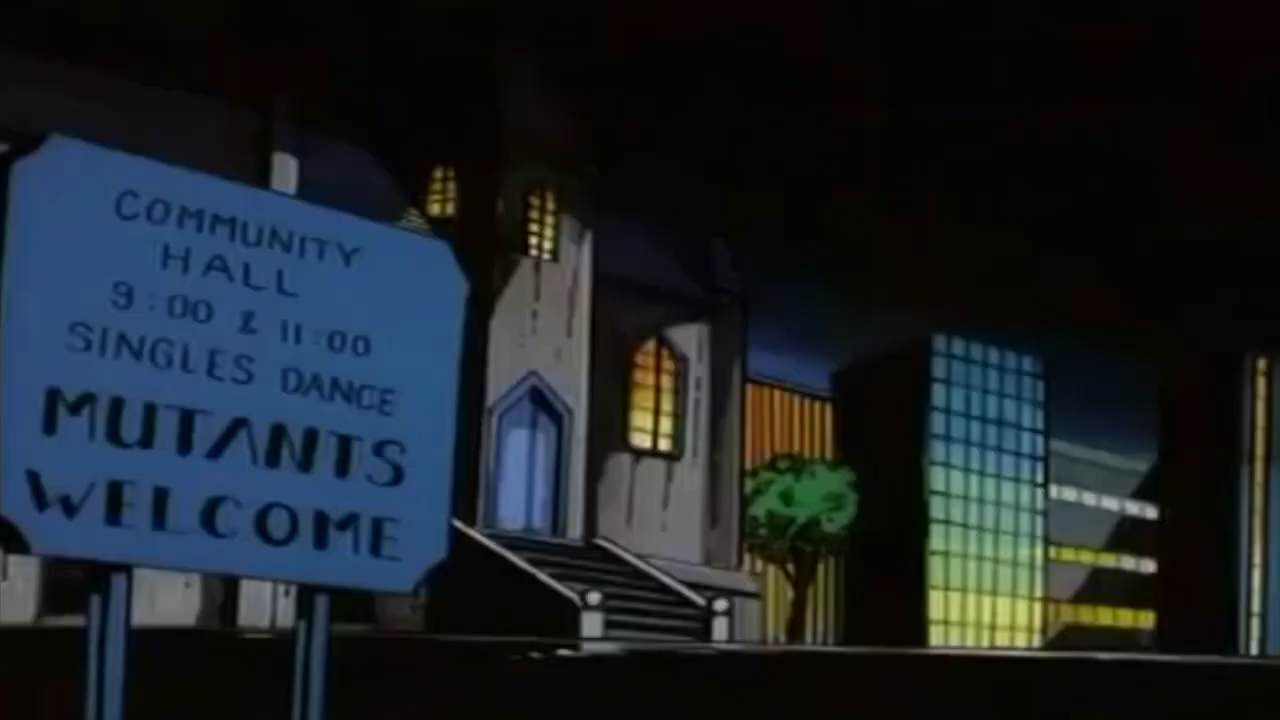 COMMUNITY
HALL
9:00 & 11:00
SINGLES DANCE
MUTANTS
WELCOME